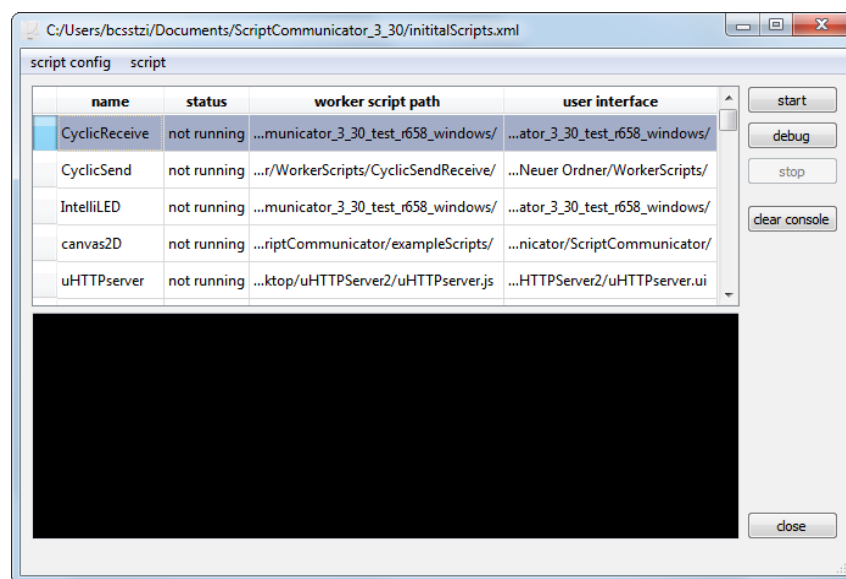 C:/Users/bcsstzi/Documents/ScriptCommunicator_3_30/inititalScripts.xml
script config script
name status worker script path user interface
CyclicReceive not running ...municator_3_30_test_r658_windows/ ...ator_3_30_test_r658_windows/
CyclicSend not running ...r/WorkerScripts/CyclicSendReceive/ ...Neuer Ordner/WorkerScripts/
IntelliLED not running ...municator_3_30_test_r658_windows/ ...ator_3_30_test_r658_windows/
canvas2D not running ...riptCommunicator/exampleScripts/ ...nicator/ScriptCommunicator/
uHTTPserver not running ...ktop/uHTTPServer2/uHTTPserver.js ...HTTPServer2/uHTTPserver.ui
start
debug
stop
clear console
close